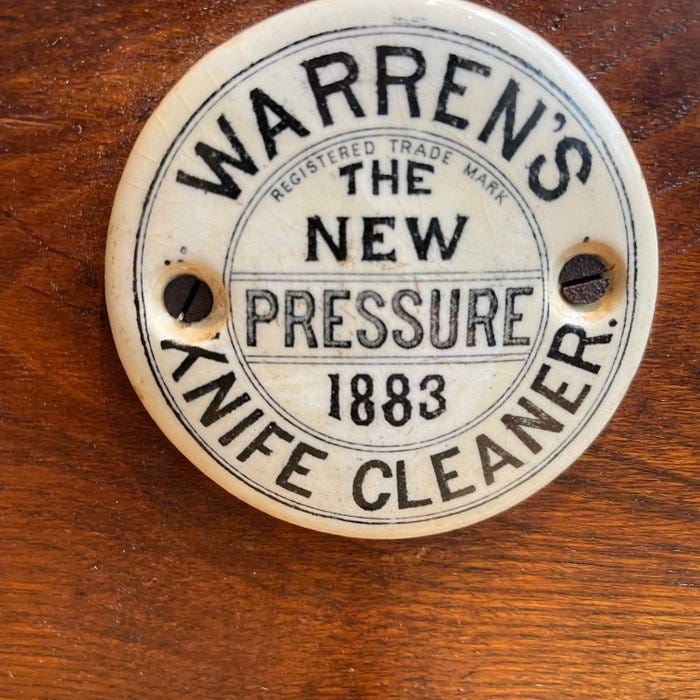 WARREN'S
REGISTERED TRADE MARK
THE
NEW
PRESSURE
1883
KNIFE CLEANER.